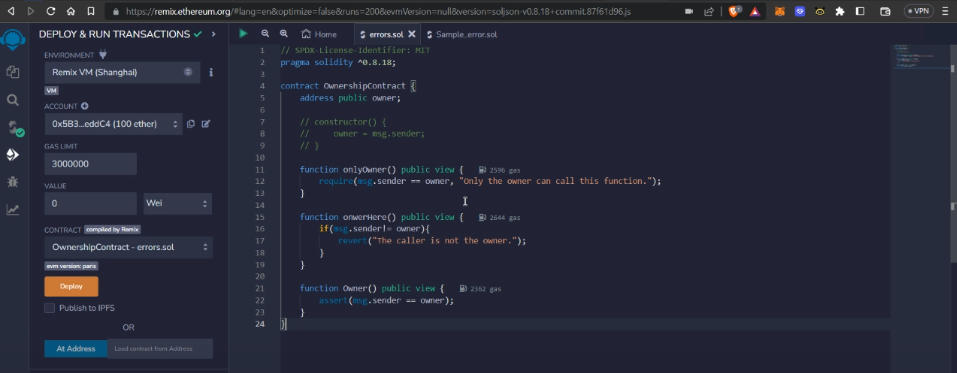 https://remix.ethereum.org/#lang=en&optimize=false&runs=200&evmVersion=null&version=soljson-v0.8.18+commit.87f61d96.js
VPN
DEPLOY & RUN TRANSACTIONS
ENVIRONMENT
Remix VM (Shanghai)
VM
ACCOUNT
0x5B3...eddC4 (100 ether)
GAS LIMIT
3000000
VALUE
0
Wei
CONTRACT compiled by Remix
OwnershipContract - errors.sol
evm version: paris
Deploy
Publish to IPFS
OR
At Address
Load contract from Address
Home
errors.sol
Sample_error.sol
1 // SPDX-License-Identifier: MIT
2 pragma solidity ^0.8.18;
3
4 contract OwnershipContract {
5 address public owner;
6
7 // constructor() {
8 // owner = msg.sender;
9 // }
10
11 function onlyOwner() public view { 2596 gas
12 require(msg.sender == owner, "Only the owner can call this function.");
13 }
14
15 function onwerHere() public view { 2644 gas
16 if(msg.sender!= owner){
17 revert("The caller is not the owner.");
18 }
19 }
20
21 function Owner() public view { 2362 gas
22 assert(msg.sender == owner);
23 }
24 }